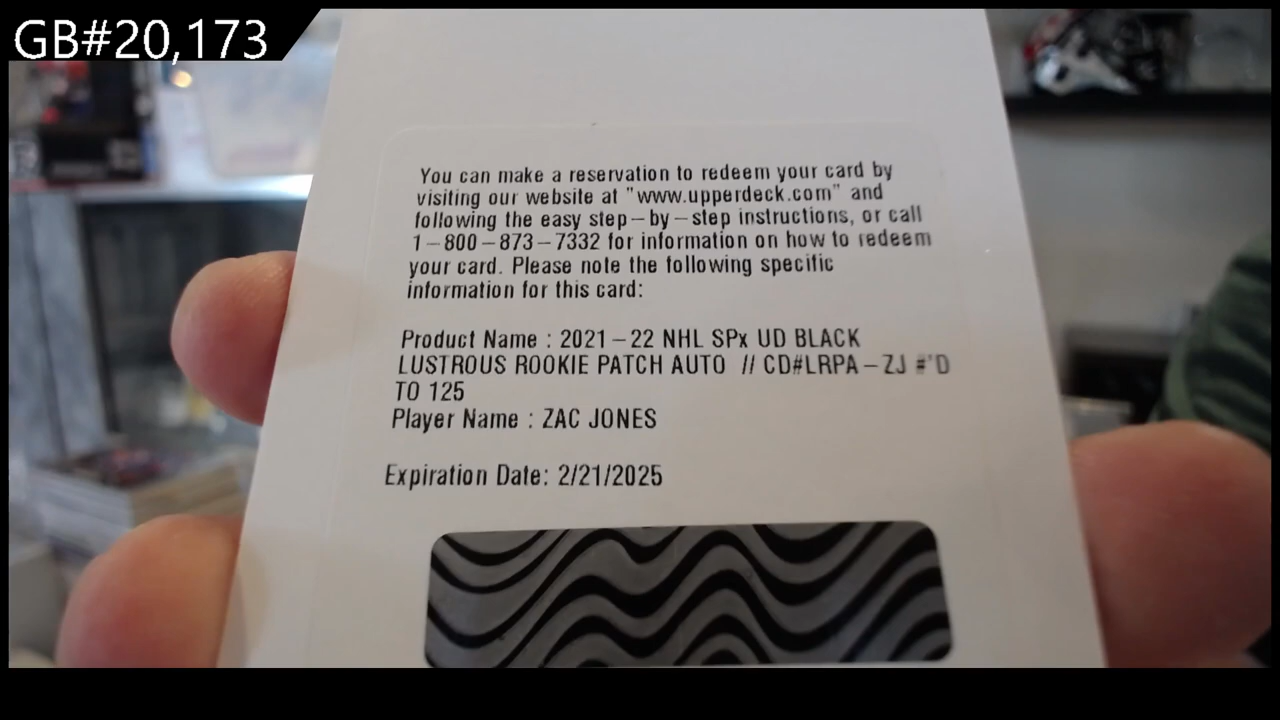 GB#20,173
You can make a reservation to redeem your card by
visiting our website at "www.upperdeck.com" and
following the easy step-by-step instructions, or call
1-800-873-7332 for information on how to redeem
your card. Please note the following specific
information for this card:
Product Name : 2021-22 NHL SPx UD BLACK
LUSTROUS ROOKIE PATCH AUTO // CD#LRPA-ZJ #'D
TO 125
Player Name : ZAC JONES
Expiration Date: 2/21/2025